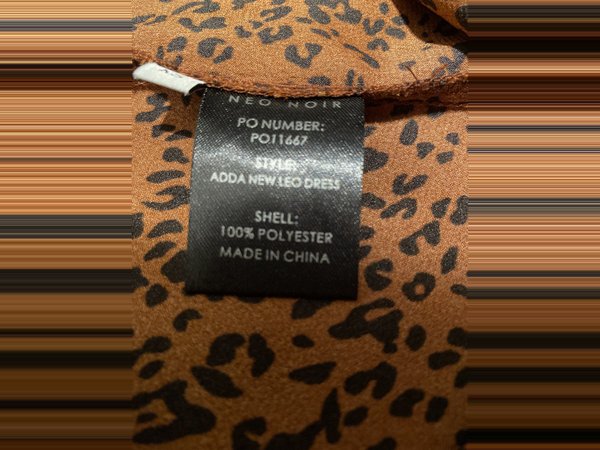 NEO NOIR
PO NUMBER:
PO11667
STYLE:
ADDA NEW LEO DRESS
SHELL:
100% POLYESTER
MADE IN CHINA